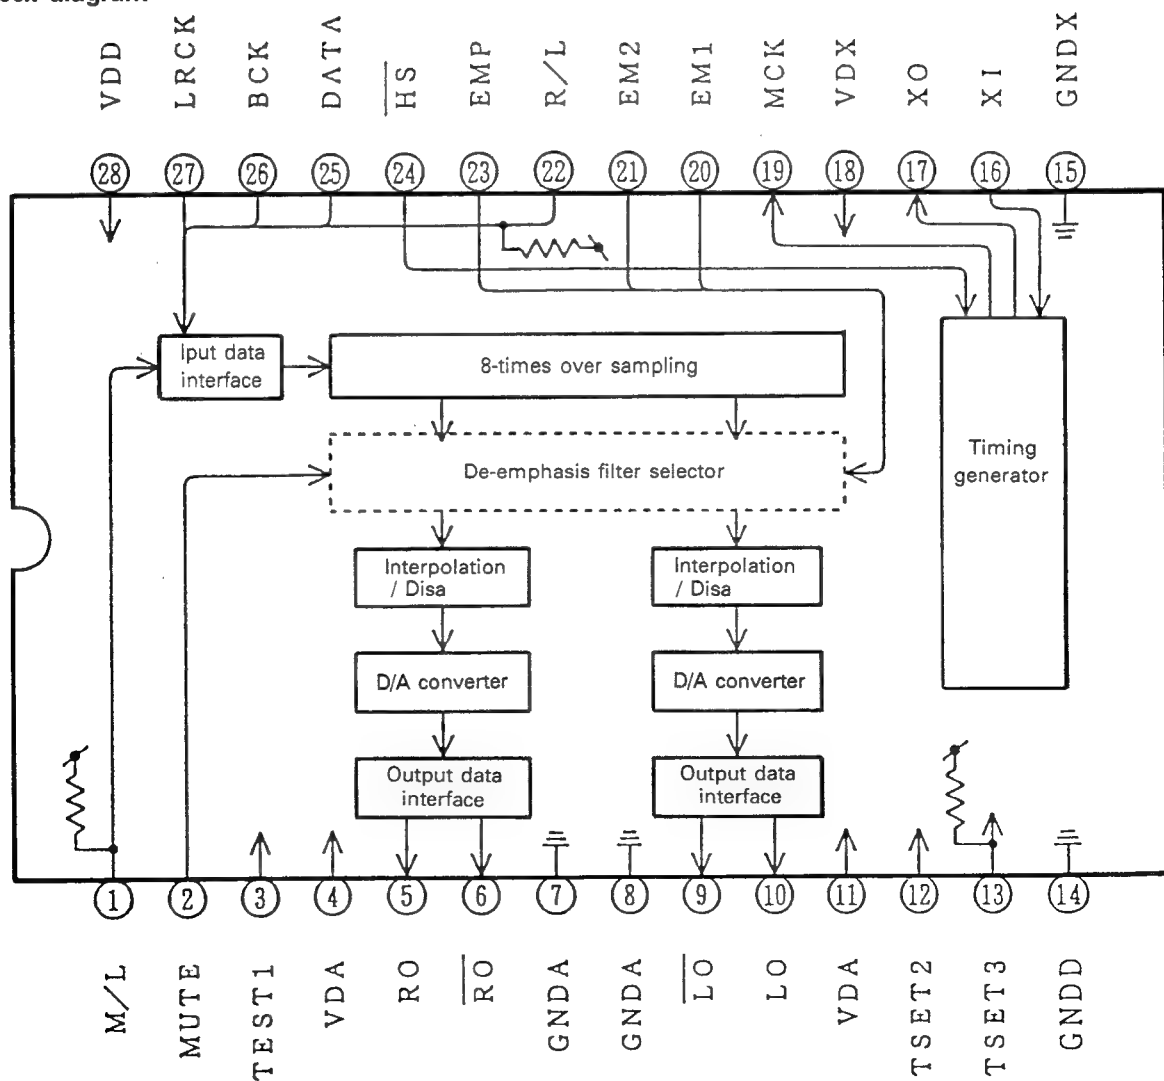 VDD
LRCK
BCK
DATA
HS
EMP
R/L
EM2
EM1
MCK
VDX
XO
XI
GNDX
28
27
26
25
24
23
22
21
20
19
18
17
16
15
Iput data
interface
8-times over sampling
Timing
generator
De-emphasis filter selector
Interpolation
/ Disa
Interpolation
/ Disa
D/A converter
D/A converter
Output data
interface
Output data
interface
1
2
3
4
5
6
7
8
9
10
11
12
13
14
M/L
MUTE
TEST1
VDA
RO
RO
GNDA
GNDA
LO
LO
VDA
TSET2
TSET3
GNDD